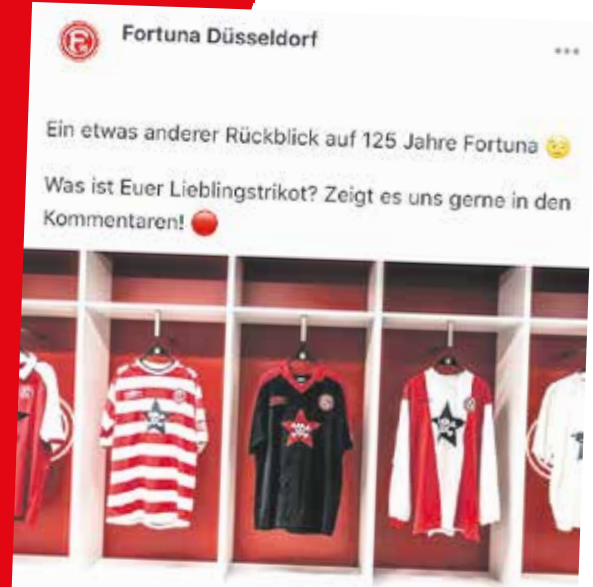 Fortuna Düsseldorf
Ein etwas anderer Rückblick auf 125 Jahre Fortuna 😉
Was ist Euer Lieblingstrikot? Zeigt es uns gerne in den
Kommentaren! 🔴